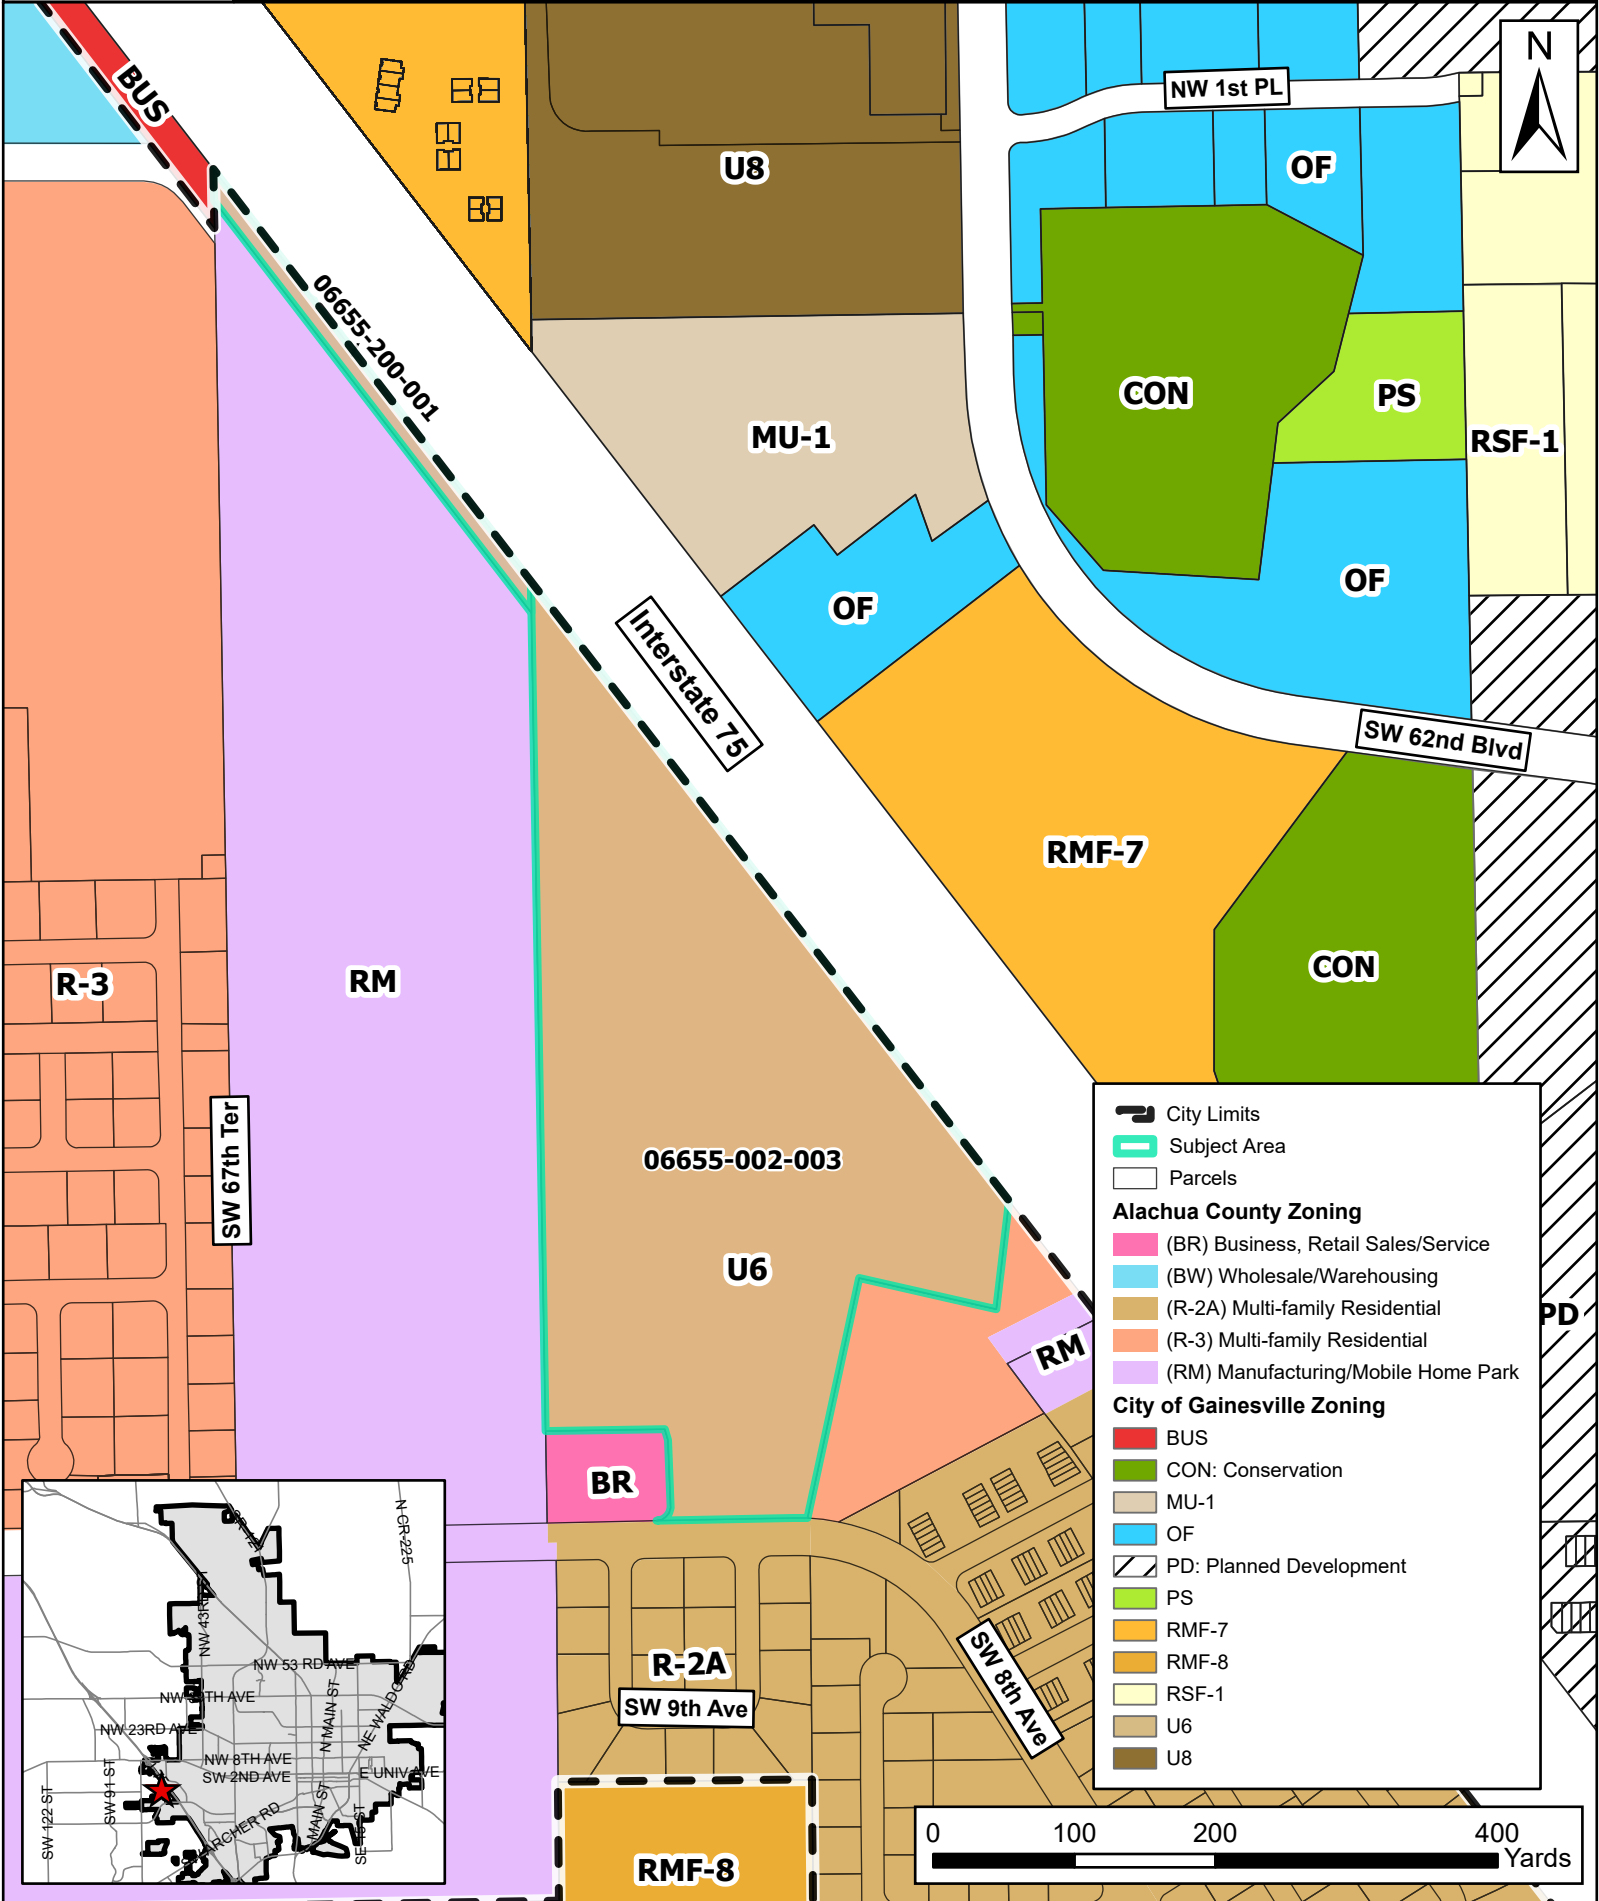 BUS
NW 1st PL
N
U8
OF
06655-200-001
CON
PS
MU-1
RSF-1
OF
OF
Interstate 75
SW 62nd Blvd
RMF-7
R-3
RM
CON
SW 67th Ter
06655-002-003
U6
RM
PD
BR
R-2A
SW 9th Ave
SW 8th Ave
RMF-8
City Limits
Subject Area
Parcels
Alachua County Zoning
(BR) Business, Retail Sales/Service
(BW) Wholesale/Warehousing
(R-2A) Multi-family Residential
(R-3) Multi-family Residential
(RM) Manufacturing/Mobile Home Park
City of Gainesville Zoning
BUS
CON: Conservation
MU-1
OF
PD: Planned Development
PS
RMF-7
RMF-8
RSF-1
U6
U8
0 100 200 400
Yards
N CR-225
NW 53 RD AVE
NW 23RD AVE
NW 8TH AVE
SW 2ND AVE
E UNIV AVE
N MAIN ST
NE WALDO RD
SW 91 ST
SW 122 ST
ARCHER RD
MAIN ST